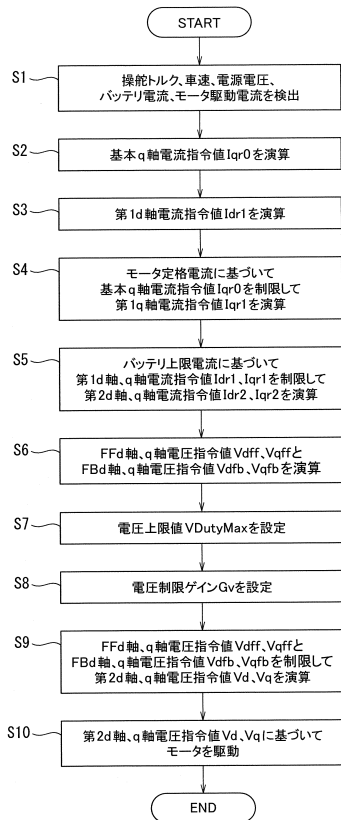 START
S1
操舵トルク、車速、電源電圧、
バッテリ電流、モータ駆動電流を検出
S2
基本q軸電流指令値Iqr0を演算
S3
第1d軸電流指令値Idr1を演算
S4
モータ定格電流に基づいて
基本q軸電流指令値Iqr0を制限して
第1q軸電流指令値Iqr1を演算
S5
バッテリ上限電流に基づいて
第1d軸、q軸電流指令値Idr1、Iqr1を制限して
第2d軸、q軸電流指令値Idr2、Iqr2を演算
S6
FFd軸、q軸電圧指令値Vdff、Vqffと
FBd軸、q軸電圧指令値Vdfb、Vqfbを演算
S7
電圧上限値VDutyMaxを設定
S8
電圧制限ゲインGvを設定
S9
FFd軸、q軸電圧指令値Vdff、Vqffと
FBd軸、q軸電圧指令値Vdfb、Vqfbを制限して
第2d軸、q軸電圧指令値Vd、Vqを演算
S10
第2d軸、q軸電圧指令値Vd、Vqに基づいて
モータを駆動
END